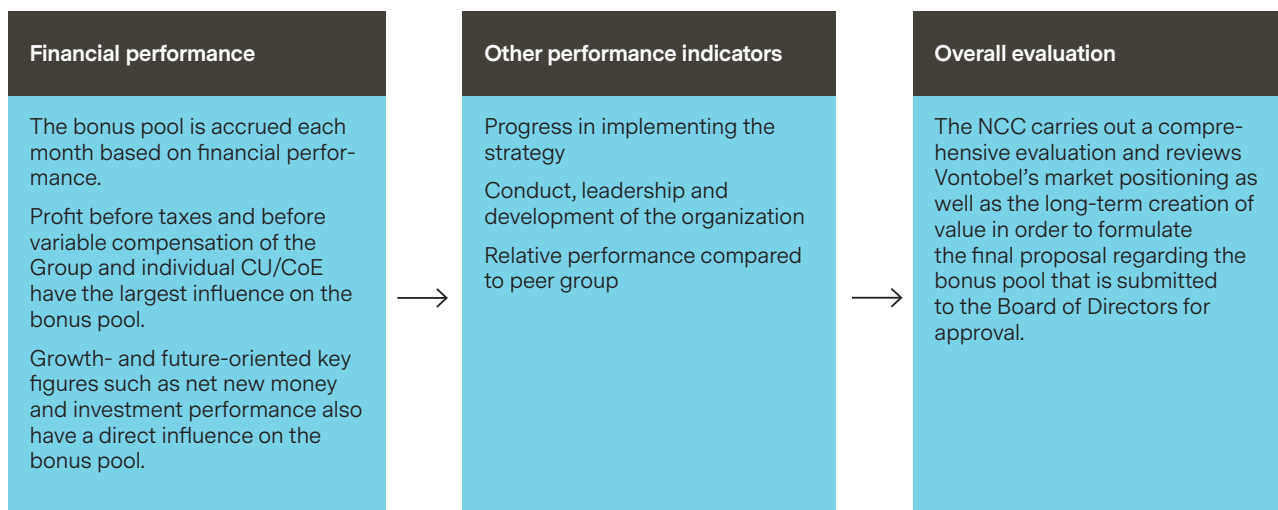 Financial performance
The bonus pool is accrued each
month based on financial perfor-
mance.
Profit before taxes and before
variable compensation of the
Group and individual CU/CoE
have the largest influence on the
bonus pool.
Growth- and future-oriented key
figures such as net new money
and investment performance also
have a direct influence on the
bonus pool.
Other performance indicators
Progress in implementing the
strategy
Conduct, leadership and
development of the organization
Relative performance compared
to peer group
Overall evaluation
The NCC carries out a compre-
hensive evaluation and reviews
Vontobel’s market positioning as
well as the long-term creation of
value in order to formulate
the final proposal regarding the
bonus pool that is submitted
to the Board of Directors for
approval.